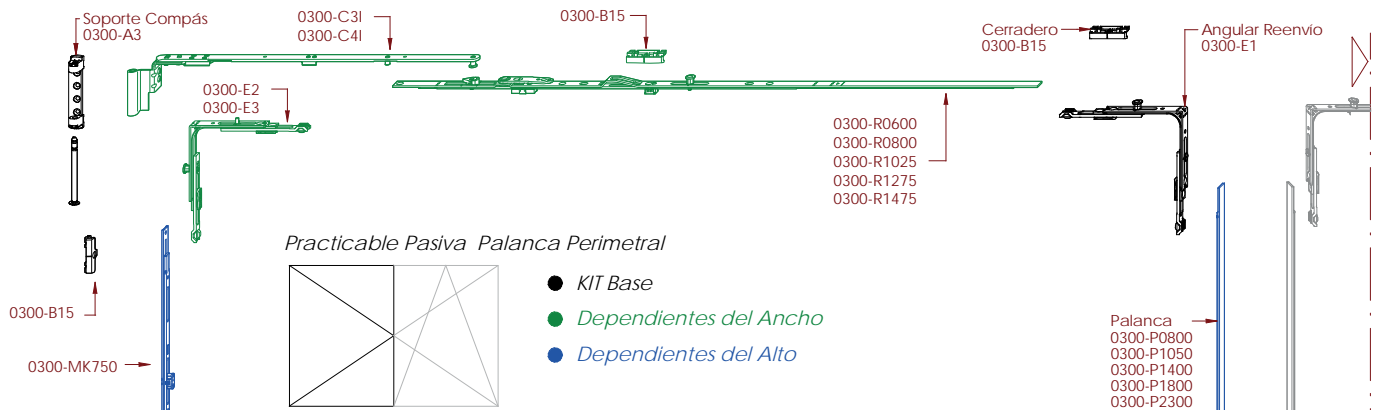 Soporte Compás
0300-A3
0300-C3I
0300-C4I
0300-B15
Cerradero
0300-B15
Angular Reenvío
0300-E1
0300-E2
0300-E3
0300-R0600
0300-R0800
0300-R1025
0300-R1275
0300-R1475
Practicable Pasiva Palanca Perimetral
KIT Base
Dependientes del Ancho
Dependientes del Alto
0300-B15
0300-MK750
Palanca
0300-P0800
0300-P1050
0300-P1400
0300-P1800
0300-P2300